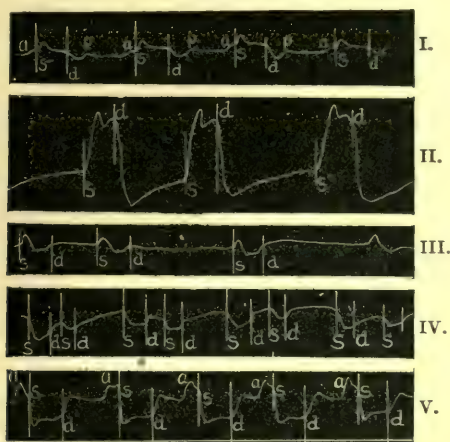 a s d a s d a s d s d I.
s d s d s d II.
s d s d s d III.
s d s d s d s d s d s d s IV.
a s d a s d a s d a s d a s d V.